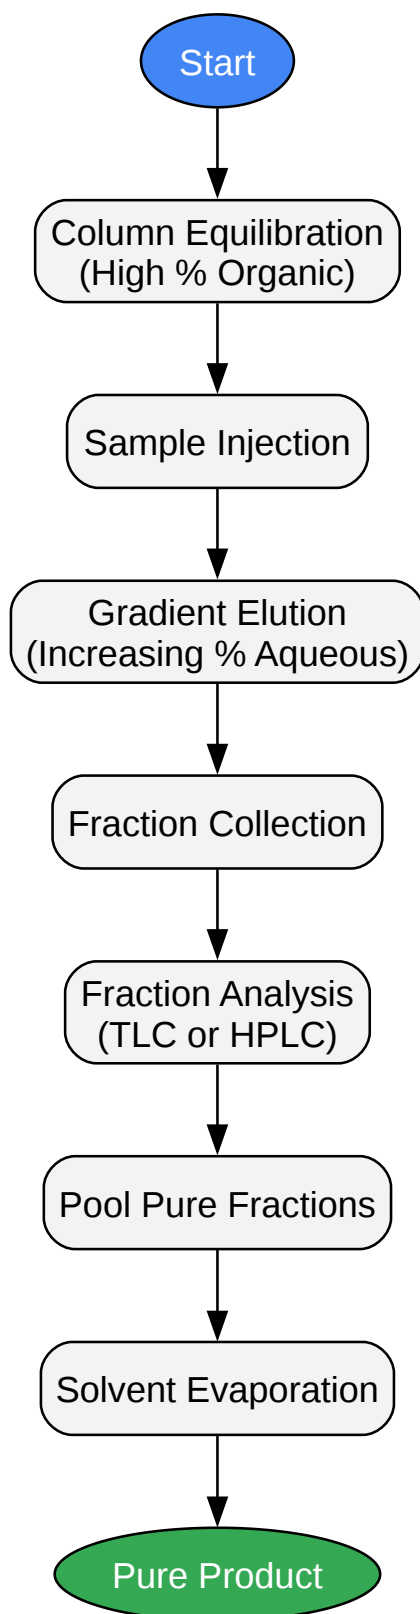 Start
Column Equilibration
(High % Organic)
Sample Injection
Gradient Elution
(Increasing % Aqueous)
Fraction Collection
Fraction Analysis
(TLC or HPLC)
Pool Pure Fractions
Solvent Evaporation
Pure Product